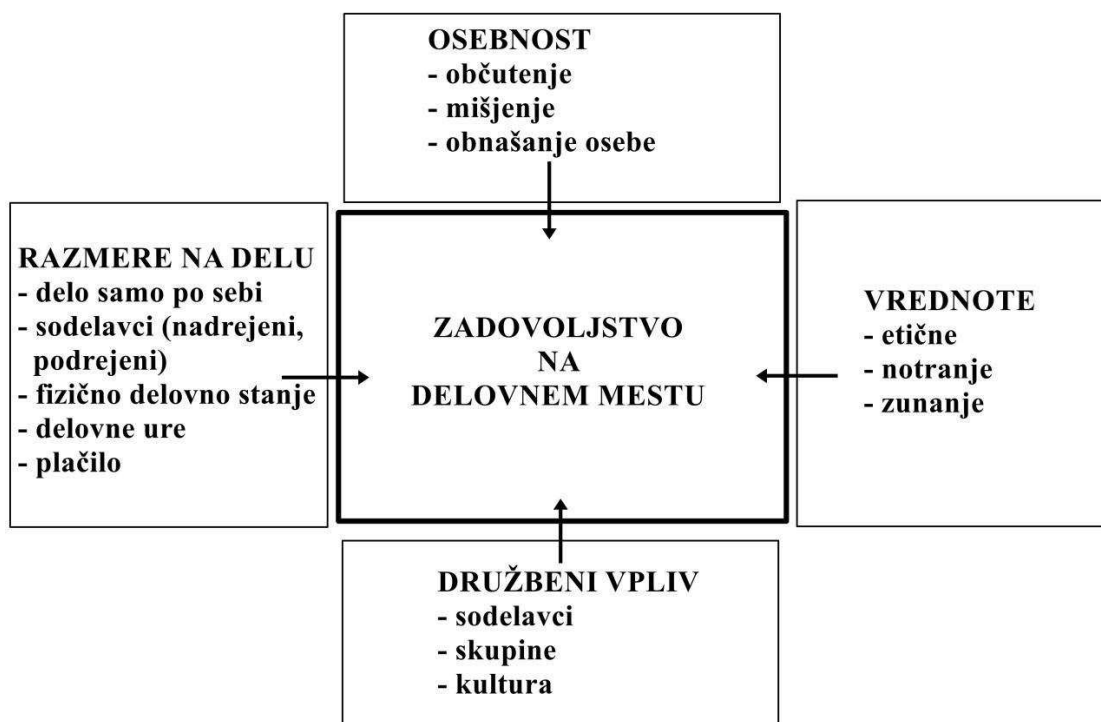 OSEBNOST
- občutenje
- mišjenje
- obnašanje osebe
RAZMERE NA DELU
- delo samo po sebi
- sodelavci (nadrejeni,
podrejeni)
- fizično delovno stanje
- delovne ure
- plačilo
ZADOVOLJSTVO
NA
DELOVNEM MESTU
VREDNOTE
- etične
- notranje
- zunanje
DRUŽBENI VPLIV
- sodelavci
- skupine
- kultura